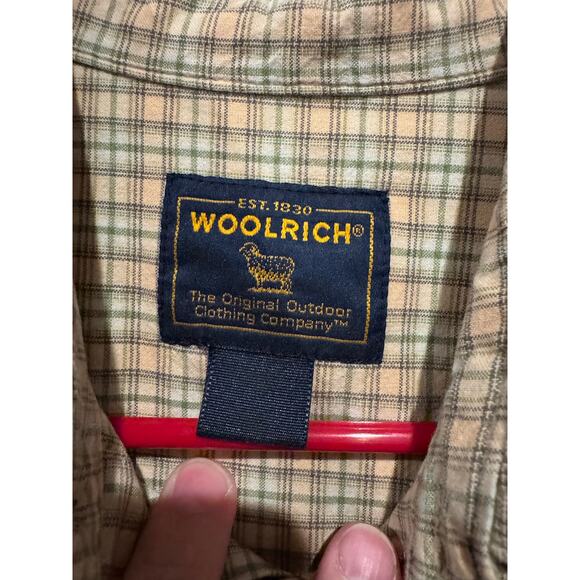 EST. 1830
WOOLRICH®
The Original Outdoor
Clothing Company™